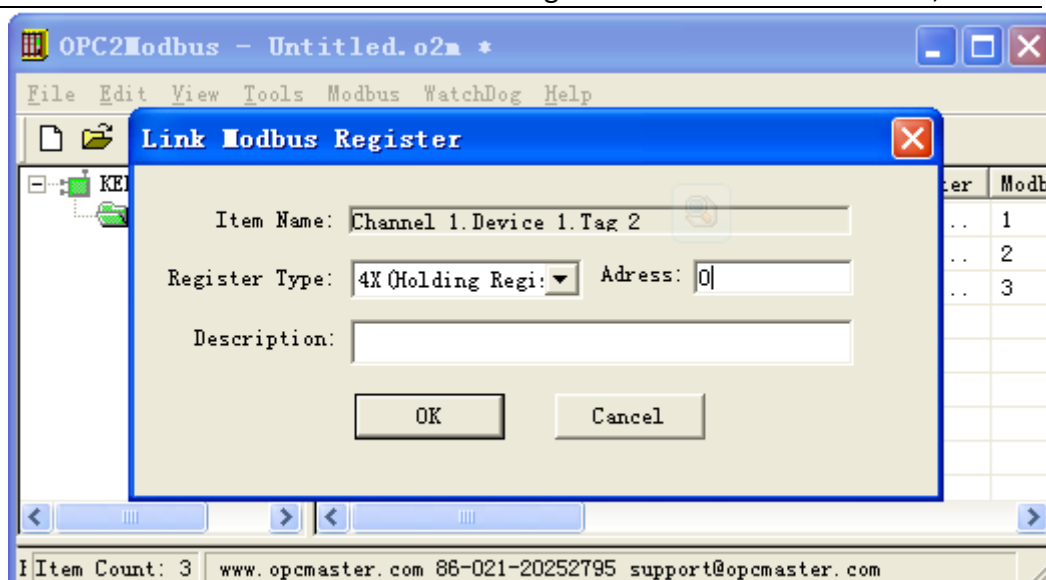 OPC2Modbus - Untitled.o2m *
File Edit View Tools Modbus WatchDog Help
Link Modbus Register
Item Name: Channel 1.Device 1.Tag 2
Register Type: 4X(Holding Regi: Adress: 0
Description:
OK Cancel
1
2
3
Item Count: 3 www.opcmaster.com 86-021-20252795 support@opcmaster.com